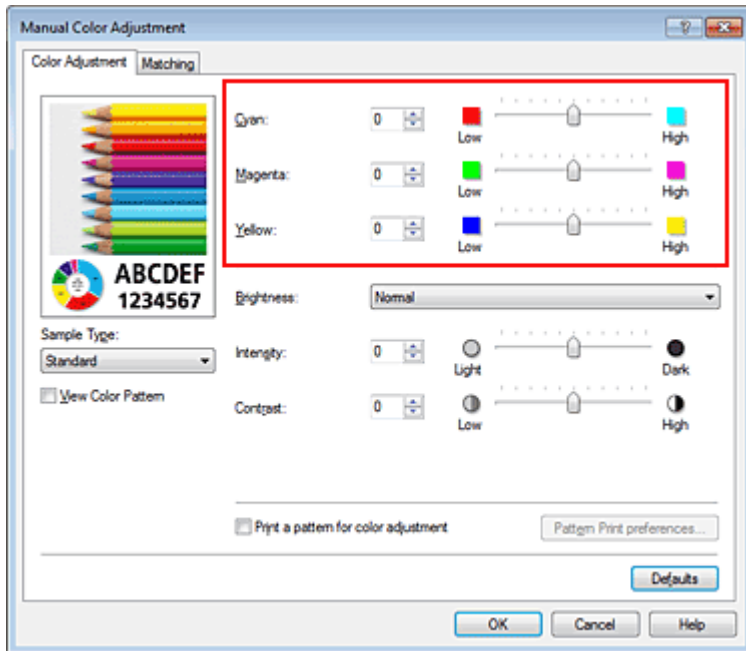 Manual Color Adjustment
Color Adjustment
Matching
Cyan: 0 Low High
Magenta: 0 Low High
Yellow: 0 Low High
ABCDEF
1234567
Brightness: Normal
Sample Type:
Standard
View Color Pattern
Intensity: 0 Light Dark
Contrast: 0 Low High
Print a pattern for color adjustment
Pattern Print preferences...
Defaults
OK Cancel Help